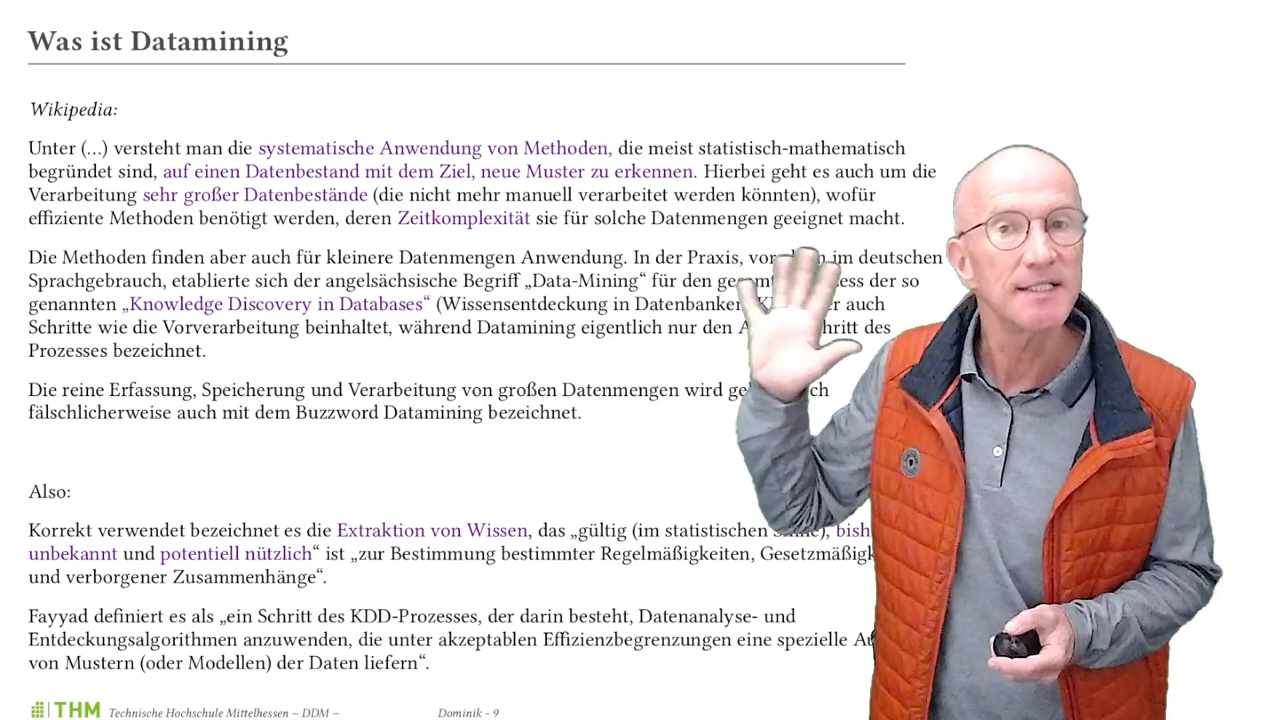 Was ist Datamining
Wikipedia:
Unter (…) versteht man die systematische Anwendung von Methoden, die meist statistisch-mathematisch
begründet sind, auf einen Datenbestand mit dem Ziel, neue Muster zu erkennen. Hierbei geht es auch um die
Verarbeitung sehr großer Datenbestände (die nicht mehr manuell verarbeitet werden könnten), wofür
effiziente Methoden benötigt werden, deren Zeitkomplexität sie für solche Datenmengen geeignet macht.
Die Methoden finden aber auch für kleinere Datenmengen Anwendung. In der Praxis, im deutschen
Sprachgebrauch, etablierte sich der angelsächsische Begriff „Data-Mining“ für den der so
genannten „Knowledge Discovery in Databases“ (Wissensentdeckung in Datenbanken auch
Schritte wie die Vorverarbeitung beinhaltet, während Datamining eigentlich nur den des
Prozesses bezeichnet.
Die reine Erfassung, Speicherung und Verarbeitung von großen Datenmengen wird
fälschlicherweise auch mit dem Buzzword Datamining bezeichnet.
Also:
Korrekt verwendet bezeichnet es die Extraktion von Wissen, das „gültig (im statistischen
unbekannt und potentiell nützlich“ ist „zur Bestimmung bestimmter Regelmäßigkeiten,
und verborgener Zusammenhänge“.
Fayyad definiert es als „ein Schritt des KDD-Prozesses, der darin besteht, Datenanalyse- und
Entdeckungsalgorithmen anzuwenden, die unter akzeptablen Effizienzbegrenzungen eine spezielle
von Mustern (oder Modellen) der Daten liefern“.
THM Technische Hochschule Mittelhessen – DDM – Dominik - 9